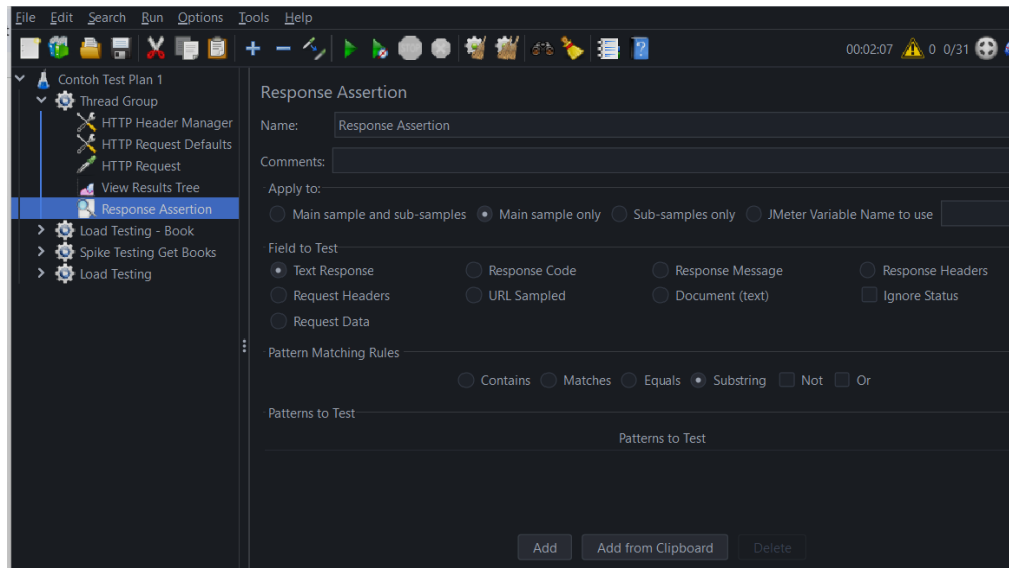 File Edit Search Run Options Tools Help
00:02:07 0 0/31
Contoh Test Plan 1
Thread Group
HTTP Header Manager
HTTP Request Defaults
HTTP Request
View Results Tree
Response Assertion
Load Testing - Book
Spike Testing Get Books
Load Testing
Response Assertion
Name: Response Assertion
Comments:
Apply to:
Main sample and sub-samples Main sample only Sub-samples only JMeter Variable Name to use
Field to Test
Text Response Response Code Response Message Response Headers
Request Headers URL Sampled Document (text) Ignore Status
Request Data
Pattern Matching Rules
Contains Matches Equals Substring Not Or
Patterns to Test
Patterns to Test
Add Add from Clipboard Delete